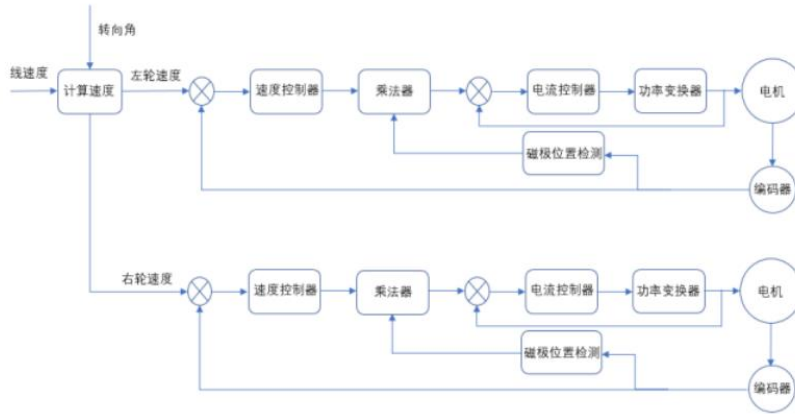 转向角
线速度
计算速度
左轮速度
速度控制器
乘法器
电流控制器
功率变换器
电机
磁极位置检测
编码器
右轮速度
速度控制器
乘法器
电流控制器
功率变换器
电机
磁极位置检测
编码器